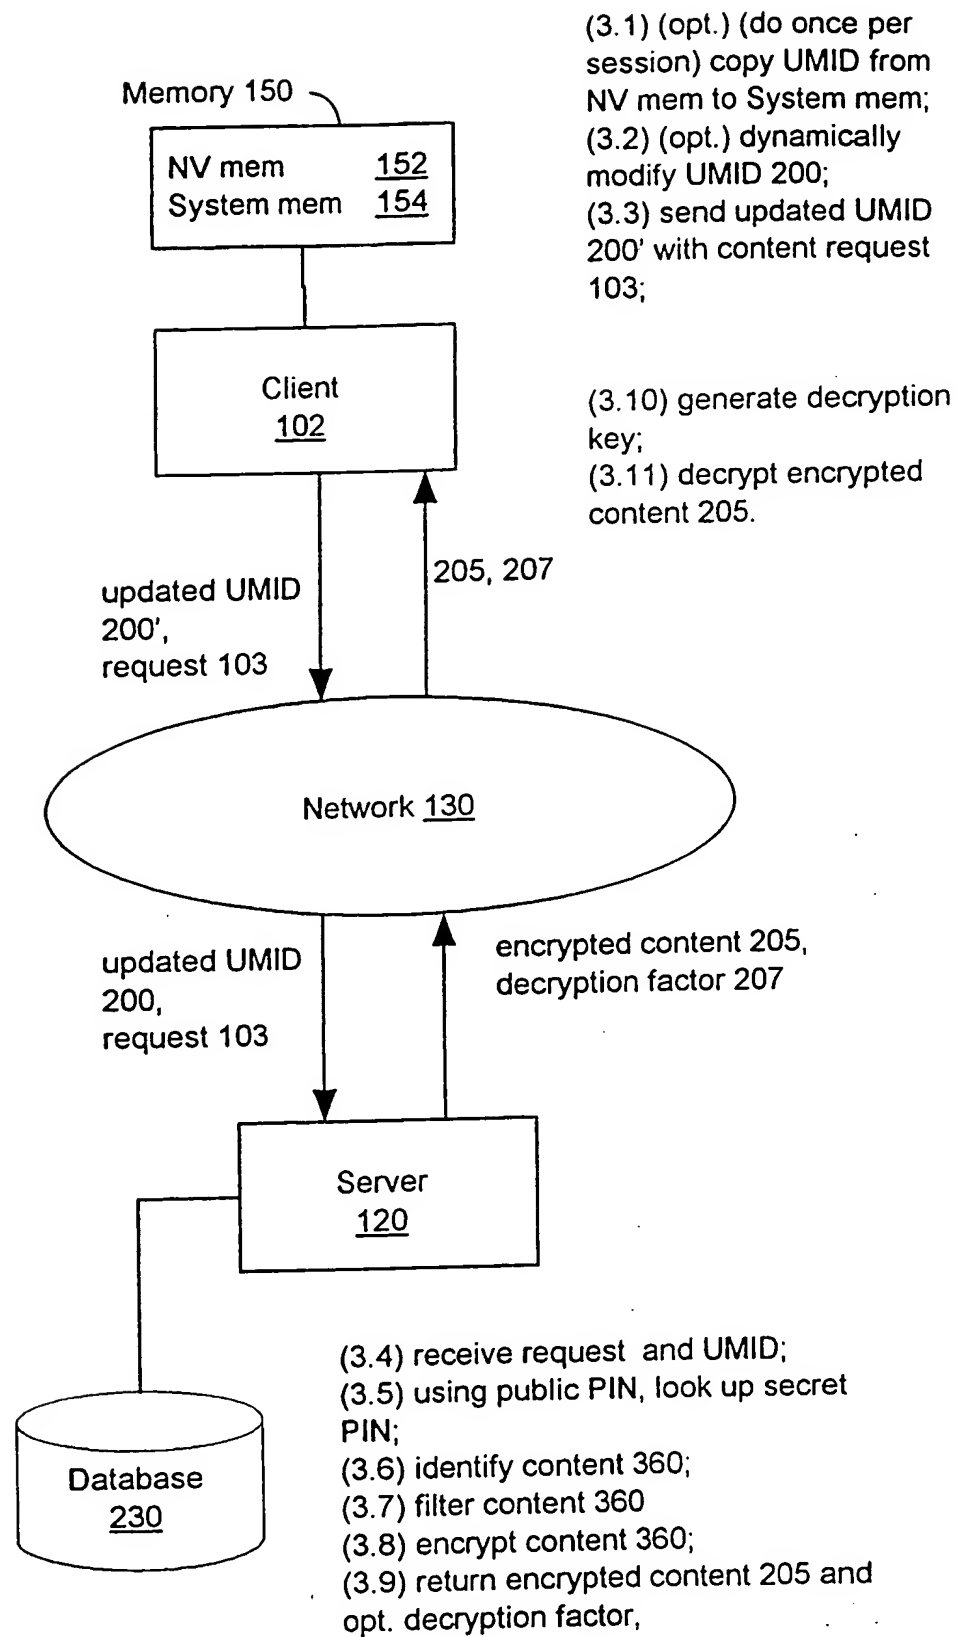 (3.1) (opt.) (do once per
session) copy UMID from
NV mem to System mem;
(3.2) (opt.) dynamically
modify UMID 200;
(3.3) send updated UMID
200' with content request
103;
Memory 150
NV mem 152
System mem 154
Client
102
(3.10) generate decryption
key;
(3.11) decrypt encrypted
content 205.
updated UMID
200',
request 103
205, 207
Network 130
updated UMID
200,
request 103
encrypted content 205,
decryption factor 207
Server
120
Database
230
(3.4) receive request and UMID;
(3.5) using public PIN, look up secret
PIN;
(3.6) identify content 360;
(3.7) filter content 360
(3.8) encrypt content 360;
(3.9) return encrypted content 205 and
opt. decryption factor,